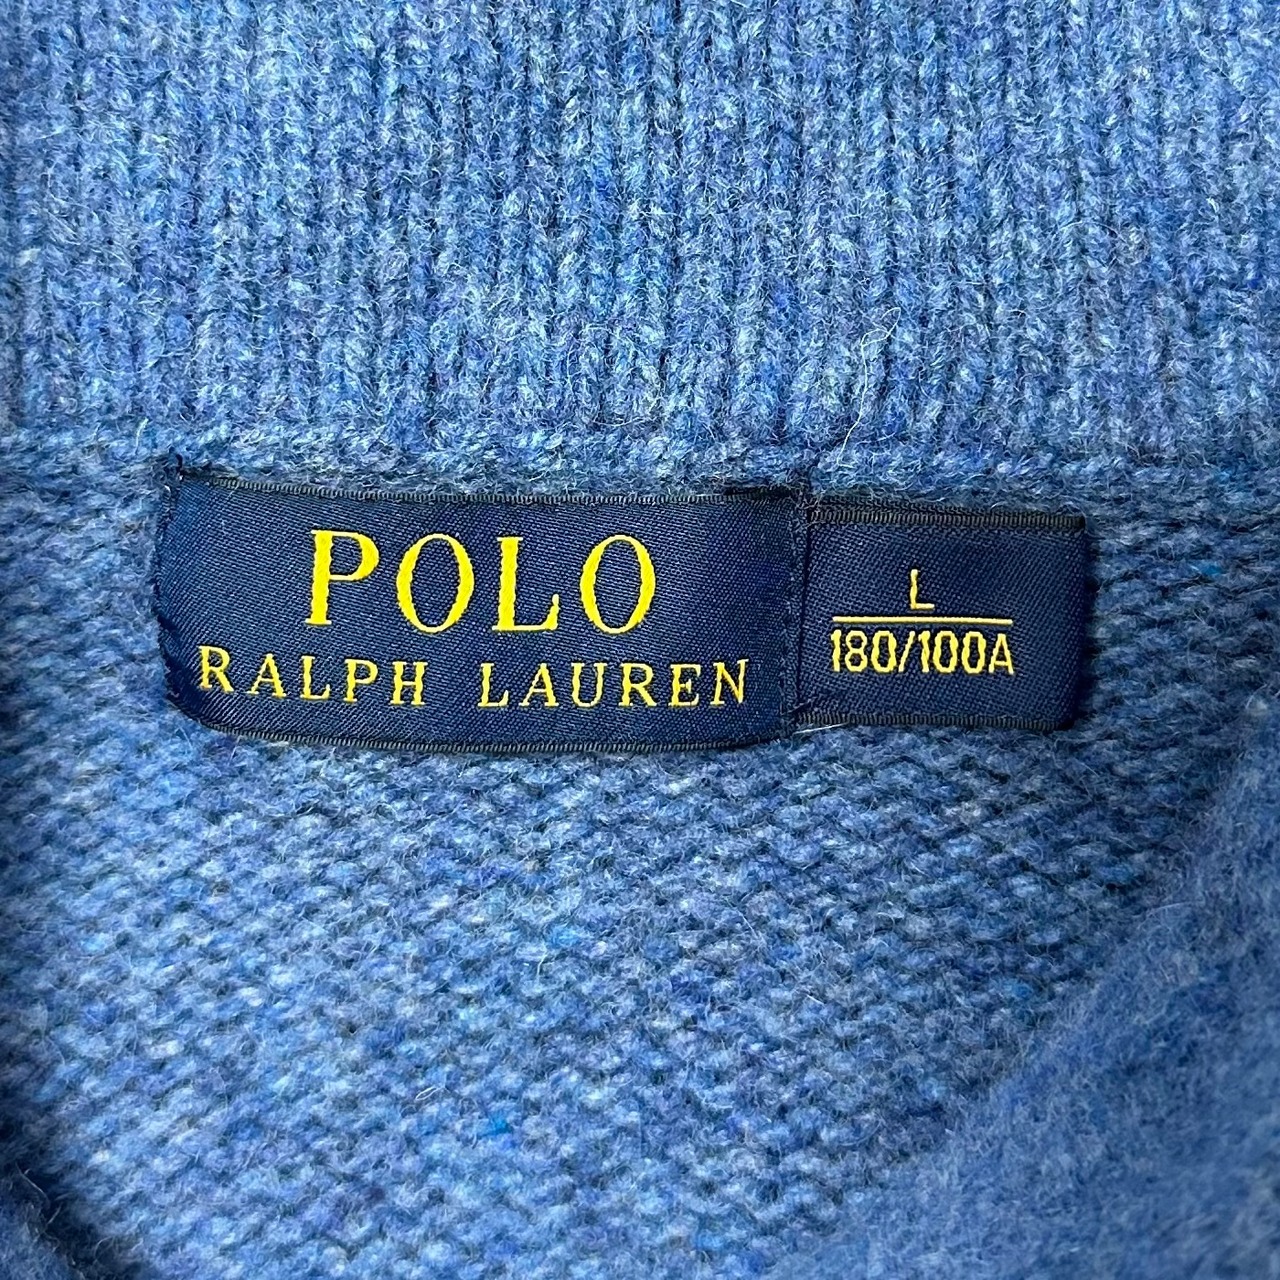 POLO
RALPH LAUREN
L
180/100A